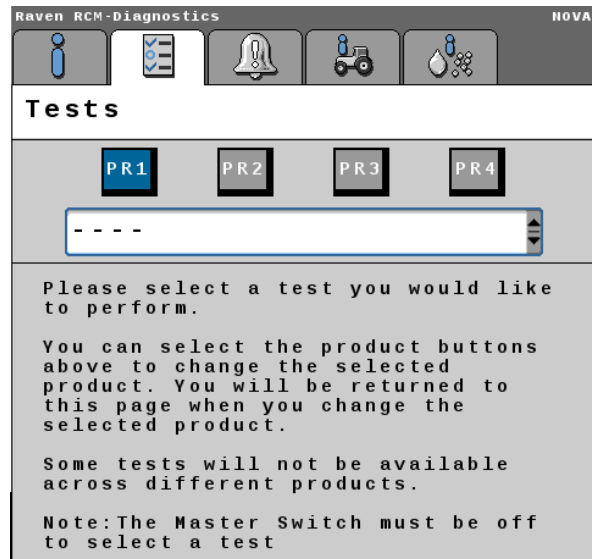 Raven RCM-Diagnostics NOVA
Tests
PR1 PR2 PR3 PR4
----
Please select a test you would like
to perform.
You can select the product buttons
above to change the selected
product. You will be returned to
this page when you change the
selected product.
Some tests will not be available
across different products.
Note:The Master Switch must be off
to select a test